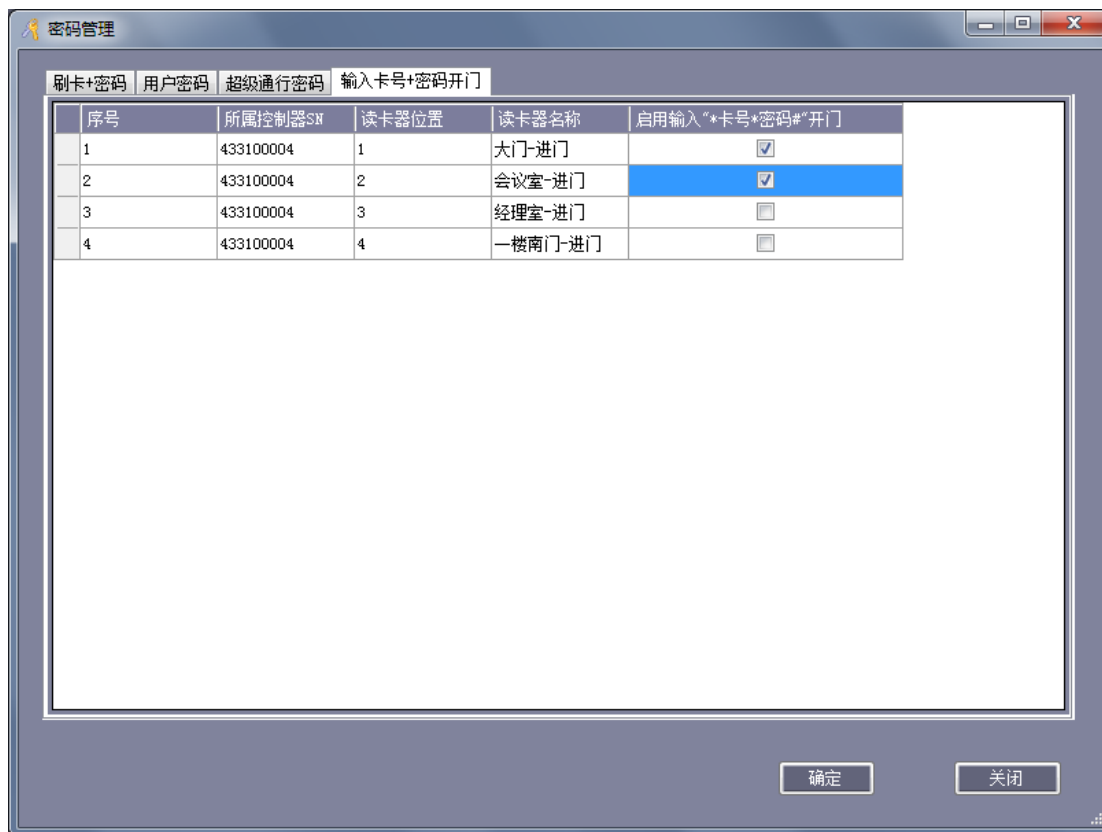 密码管理
刷卡+密码 用户密码 超级通行密码 输入卡号+密码开门
序号 所属控制器SN 读卡器位置 读卡器名称 启用输入"*卡号*密码#"开门
1 433100004 1 大门-进门
2 433100004 2 会议室-进门
3 433100004 3 经理室-进门
4 433100004 4 一楼南门-进门
确定 关闭